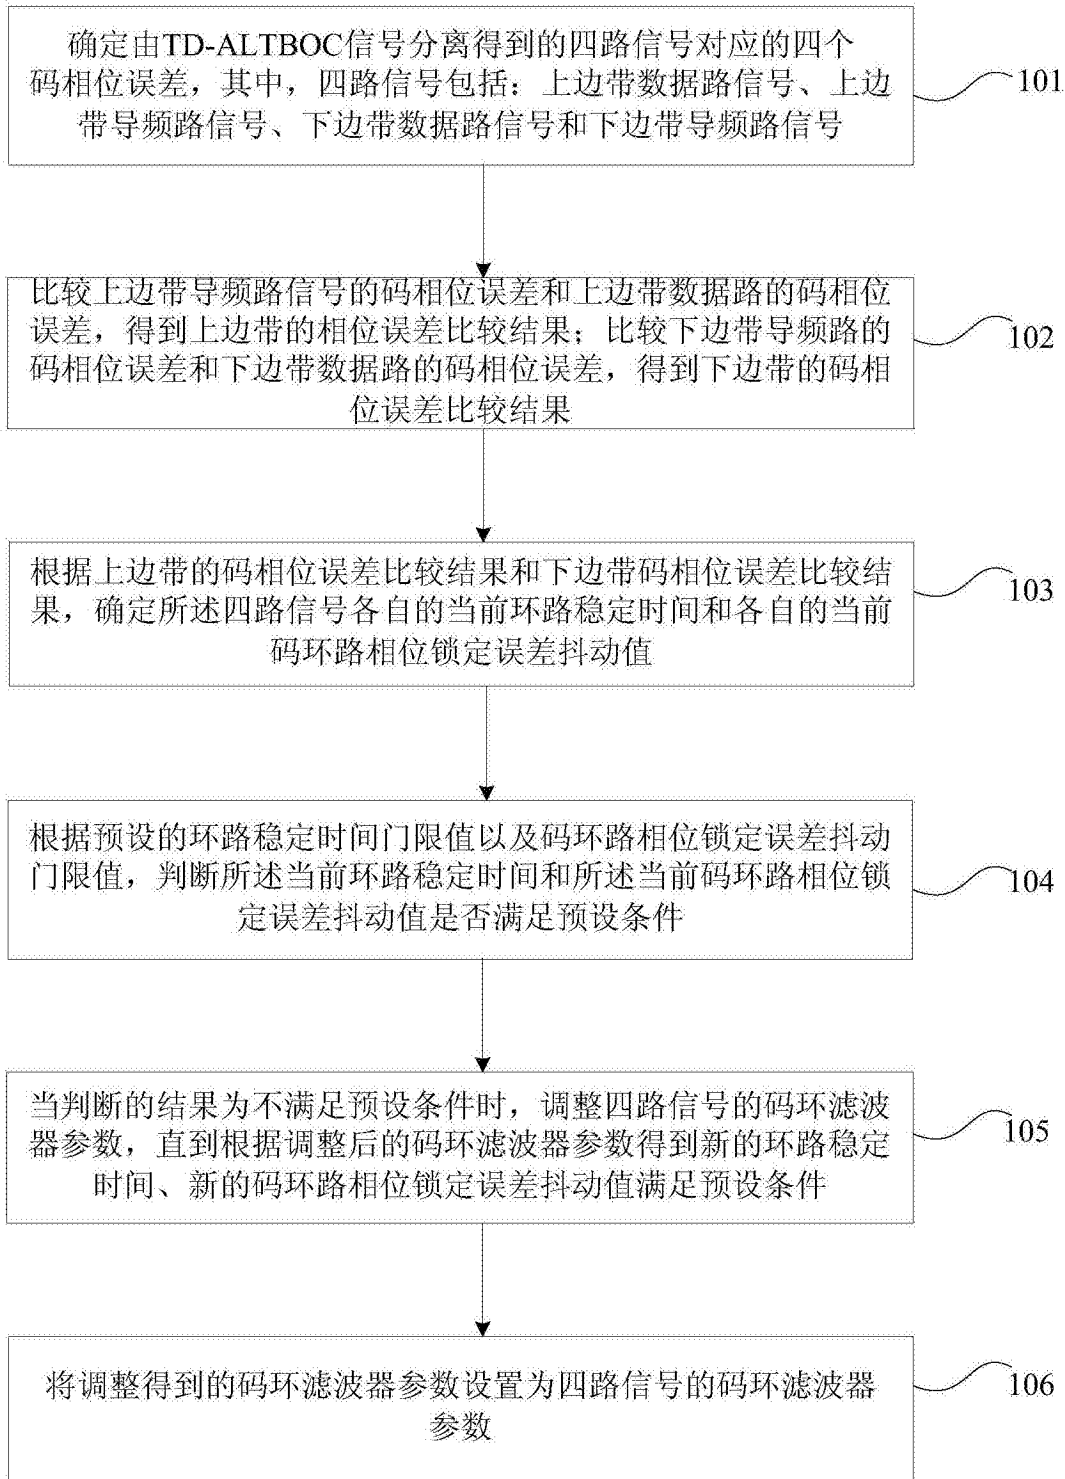 确定由TD-ALTBOC信号分离得到的四路信号对应的四个
码相位误差，其中，四路信号包括：上边带数据路信号、上边
带导频路信号、下边带数据路信号和下边带导频路信号
101
比较上边带导频路信号的码相位误差和上边带数据路的码相位
误差，得到上边带的相位误差比较结果；比较下边带导频路的
码相位误差和下边带数据路的码相位误差，得到下边带的码相
位误差比较结果
102
根据上边带的码相位误差比较结果和下边带码相位误差比较结
果，确定所述四路信号各自的当前环路稳定时间和各自的当前
码环路相位锁定误差抖动值
103
根据预设的环路稳定时间门限值以及码环路相位锁定误差抖动
门限值，判断所述当前环路稳定时间和所述当前码环路相位锁
定误差抖动值是否满足预设条件
104
当判断的结果为不满足预设条件时，调整四路信号的码环滤波
器参数，直到根据调整后的码环滤波器参数得到新的环路稳定
时间、新的码环路相位锁定误差抖动值满足预设条件
105
将调整得到的码环滤波器参数设置为四路信号的码环滤波器
参数
106